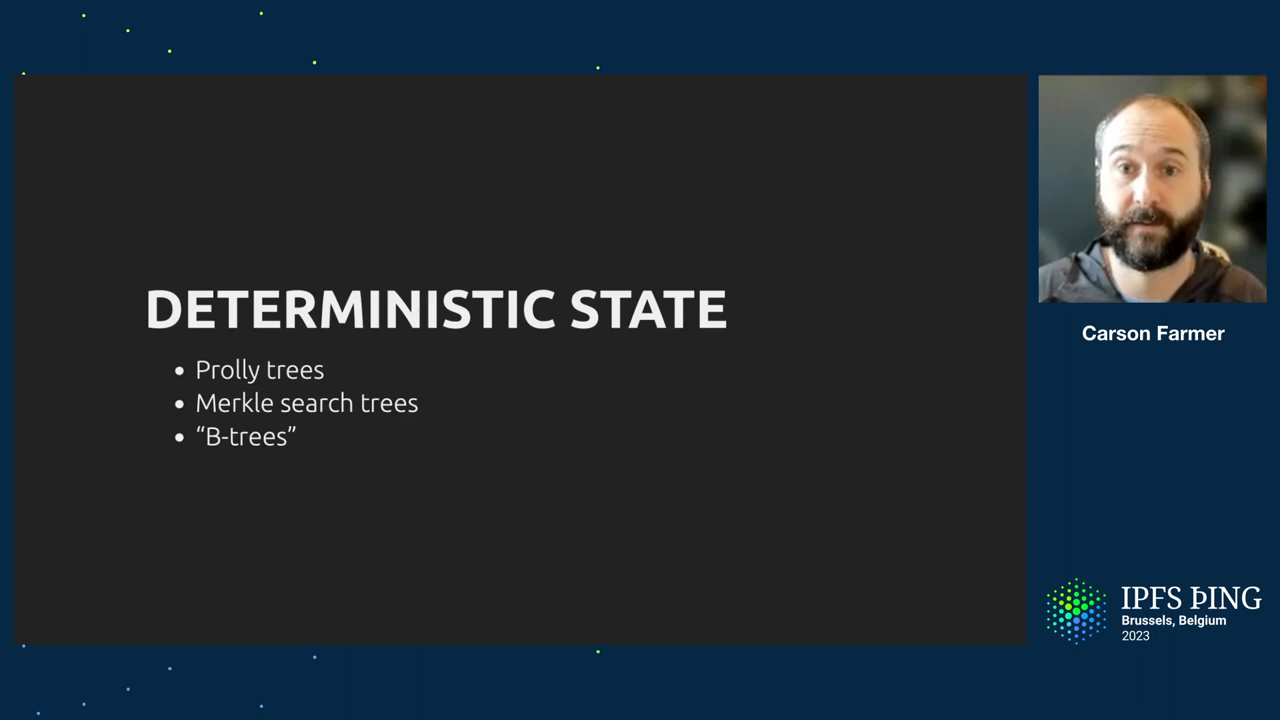 DETERMINISTIC STATE
• Prolly trees
• Merkle search trees
• “B-trees”
Carson Farmer
IPFS ÞING
Brussels, Belgium
2023